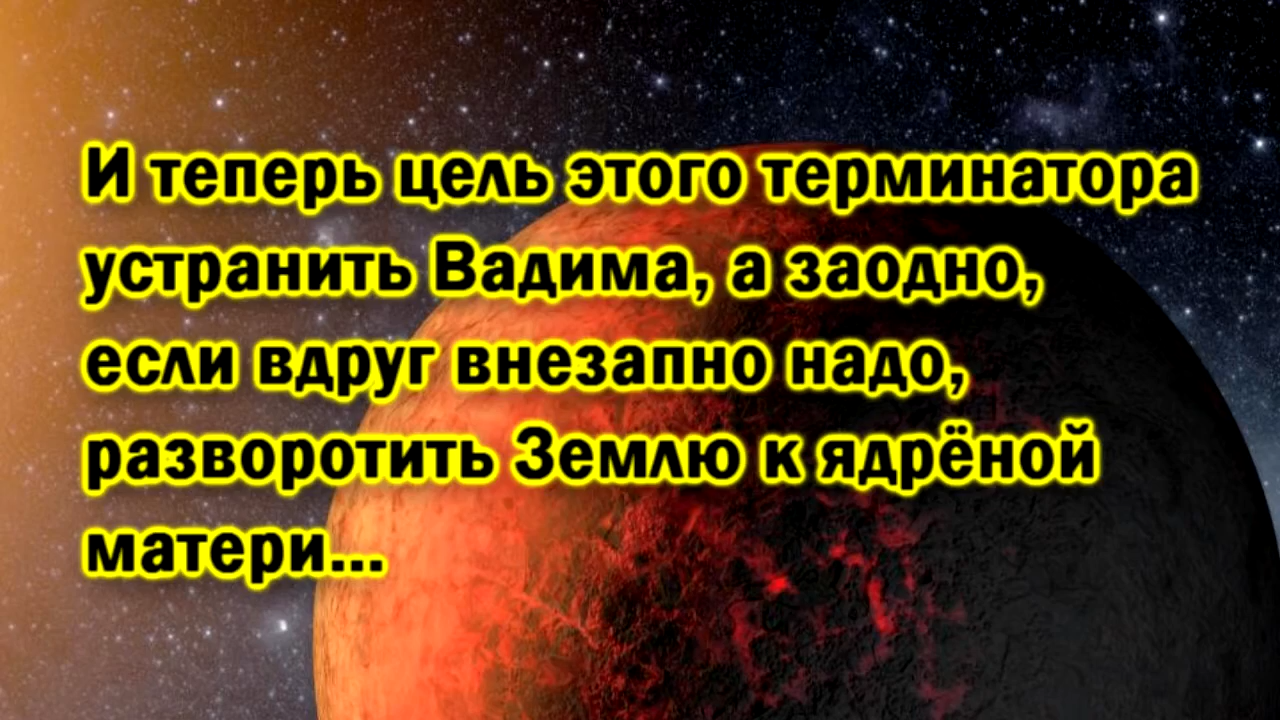 И теперь цель этого терминатора
устранить Вадима, а заодно,
если вдруг внезапно надо,
разворотить Землю к ядрёной
матери...